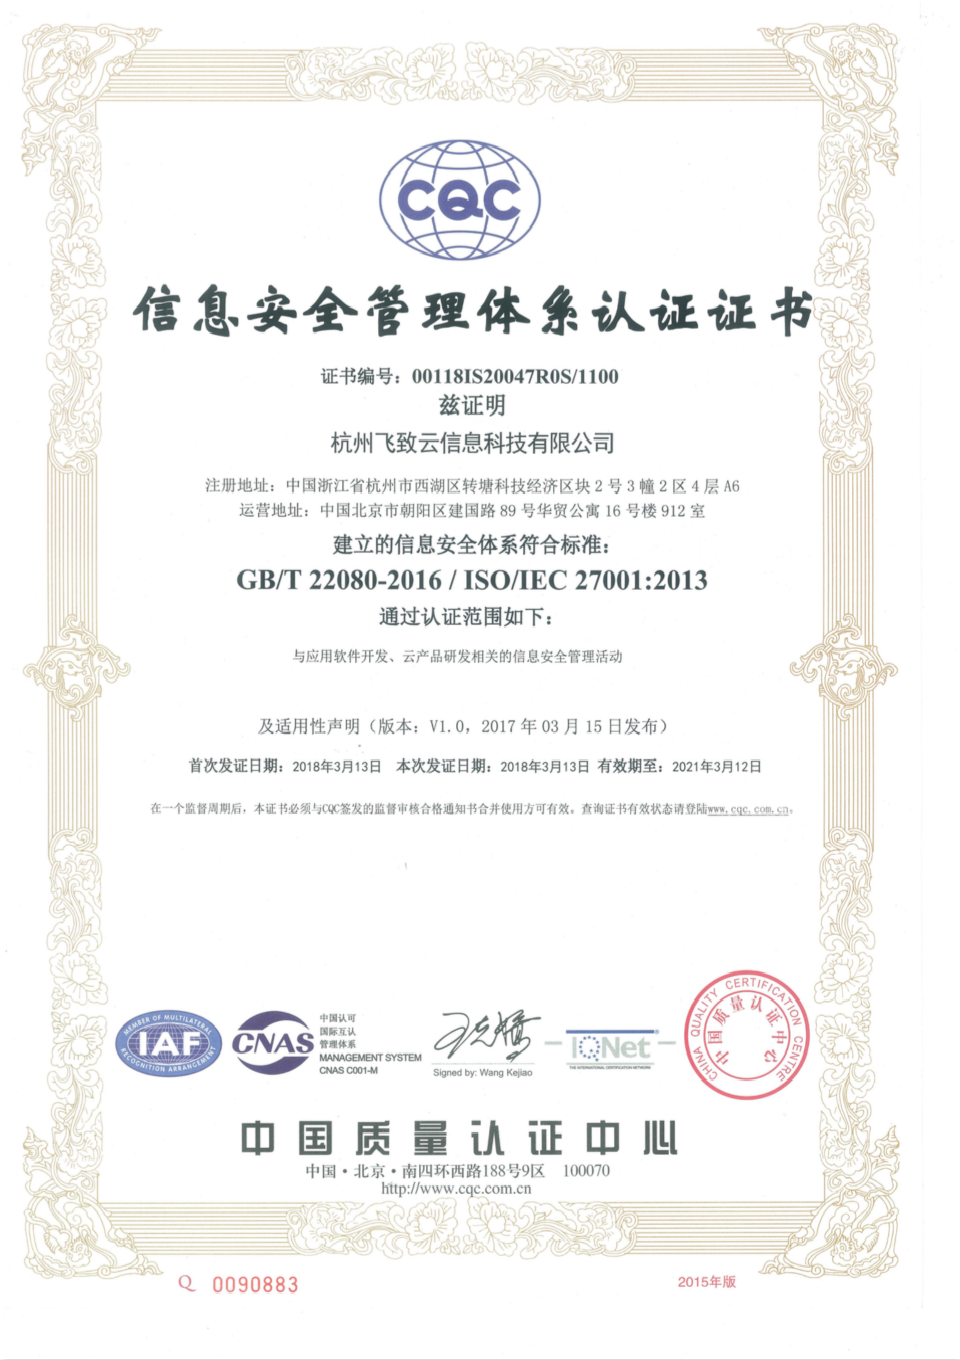 CQC
信息安全管理体系认证证书
证书编号：00118IS20047R0S/1100
兹证明
杭州飞致云信息科技有限公司
注册地址：中国浙江省杭州市西湖区转塘科技经济区块 2 号 3 幢 2 区 4 层 A6
运营地址：中国北京市朝阳区建国路 89 号华贸公寓 16 号楼 912 室
建立的信息安全体系符合标准：
GB/T 22080-2016 / ISO/IEC 27001:2013
通过认证范围如下：
与应用软件开发、云产品研发相关的信息安全管理活动
及适用性声明（版本：V1.0，2017 年 03 月 15 日发布）
首次发证日期：2018年3月13日 本次发证日期：2018年3月13日 有效期至：2021年3月12日
在一个监督周期后，本证书必须与CQC签发的监督审核合格通知书合并使用方可有效。查询证书有效状态请登陆www.cqc.com.cn。
MEMBER OF MULTILATERAL
IAF
RECOGNITION ARRANGEMENT
CNAS
中国认可
国际互认
管理体系
MANAGEMENT SYSTEM
CNAS C001-M
Signed by: Wang Kejiao
IQNet
THE INTERNATIONAL CERTIFICATION NETWORK
CHINA QUALITY CERTIFICATION CENTRE
中国质量认证中心
中国质量认证中心
中国·北京·南四环西路188号9区 100070
http://www.cqc.com.cn
Q 0090883
2015年版